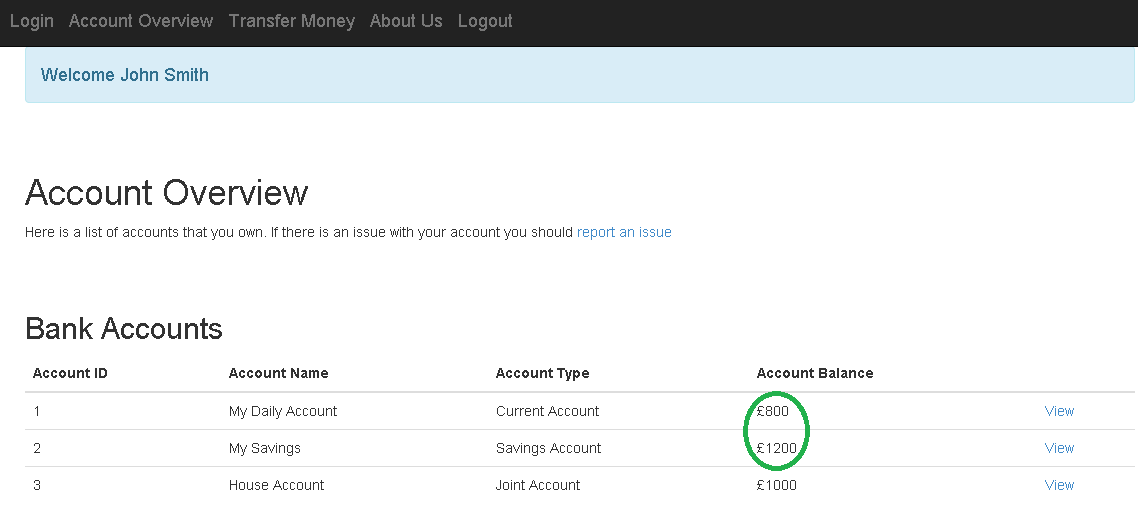 Login Account Overview Transfer Money About Us Logout
Welcome John Smith
Account Overview
Here is a list of accounts that you own. If there is an issue with your account you should report an issue
Bank Accounts
Account ID Account Name Account Type Account Balance
1 My Daily Account Current Account £800 View
2 My Savings Savings Account £1200 View
3 House Account Joint Account £1000 View